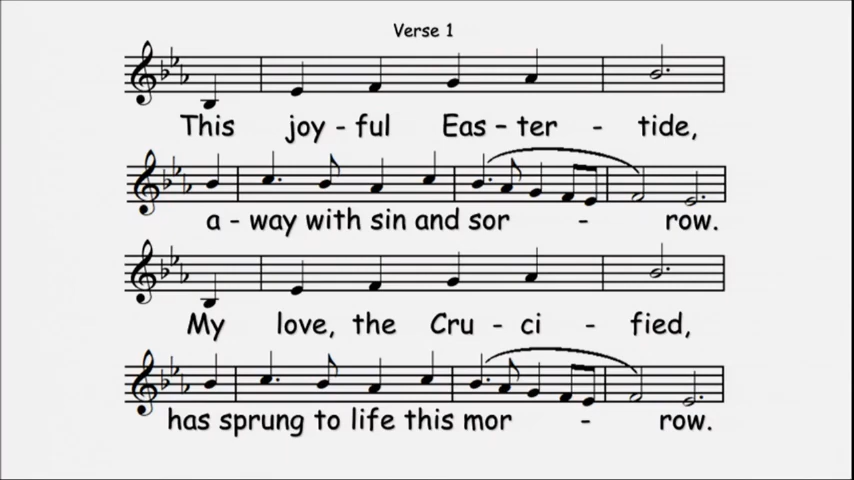 Verse 1
This joy - ful Eas – ter - tide,
a - way with sin and sor - row.
My love, the Cru - ci - fied,
has sprung to life this mor - row.